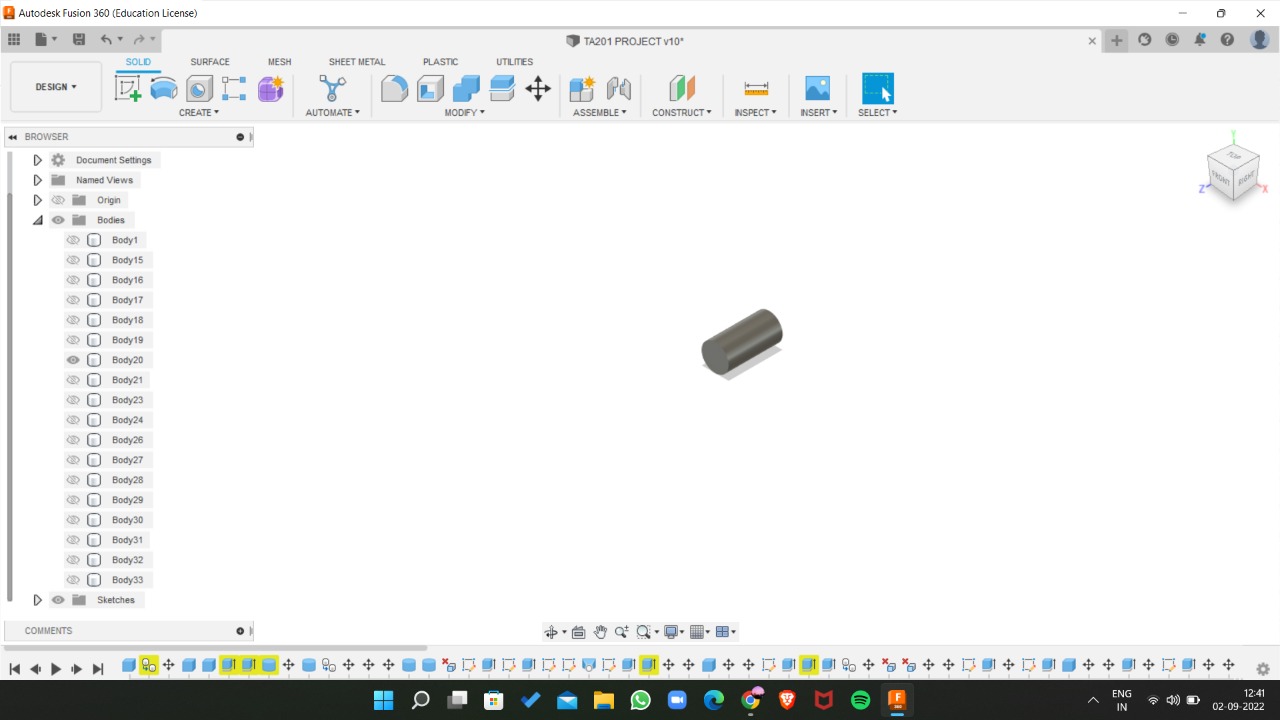 Autodesk Fusion 360 (Education License)
TA201 PROJECT v10*
SOLID SURFACE MESH SHEET METAL PLASTIC UTILITIES
DESIGN
CREATE AUTOMATE MODIFY ASSEMBLE CONSTRUCT INSPECT INSERT SELECT
BROWSER
Document Settings
Named Views
Origin
Bodies
Body1
Body15
Body16
Body17
Body18
Body19
Body20
Body21
Body23
Body24
Body26
Body27
Body28
Body29
Body30
Body31
Body32
Body33
Sketches
COMMENTS
Y
TOP
FRONT
RIGHT
Z
X
F
360
ENG
IN
12:41
02-09-2022